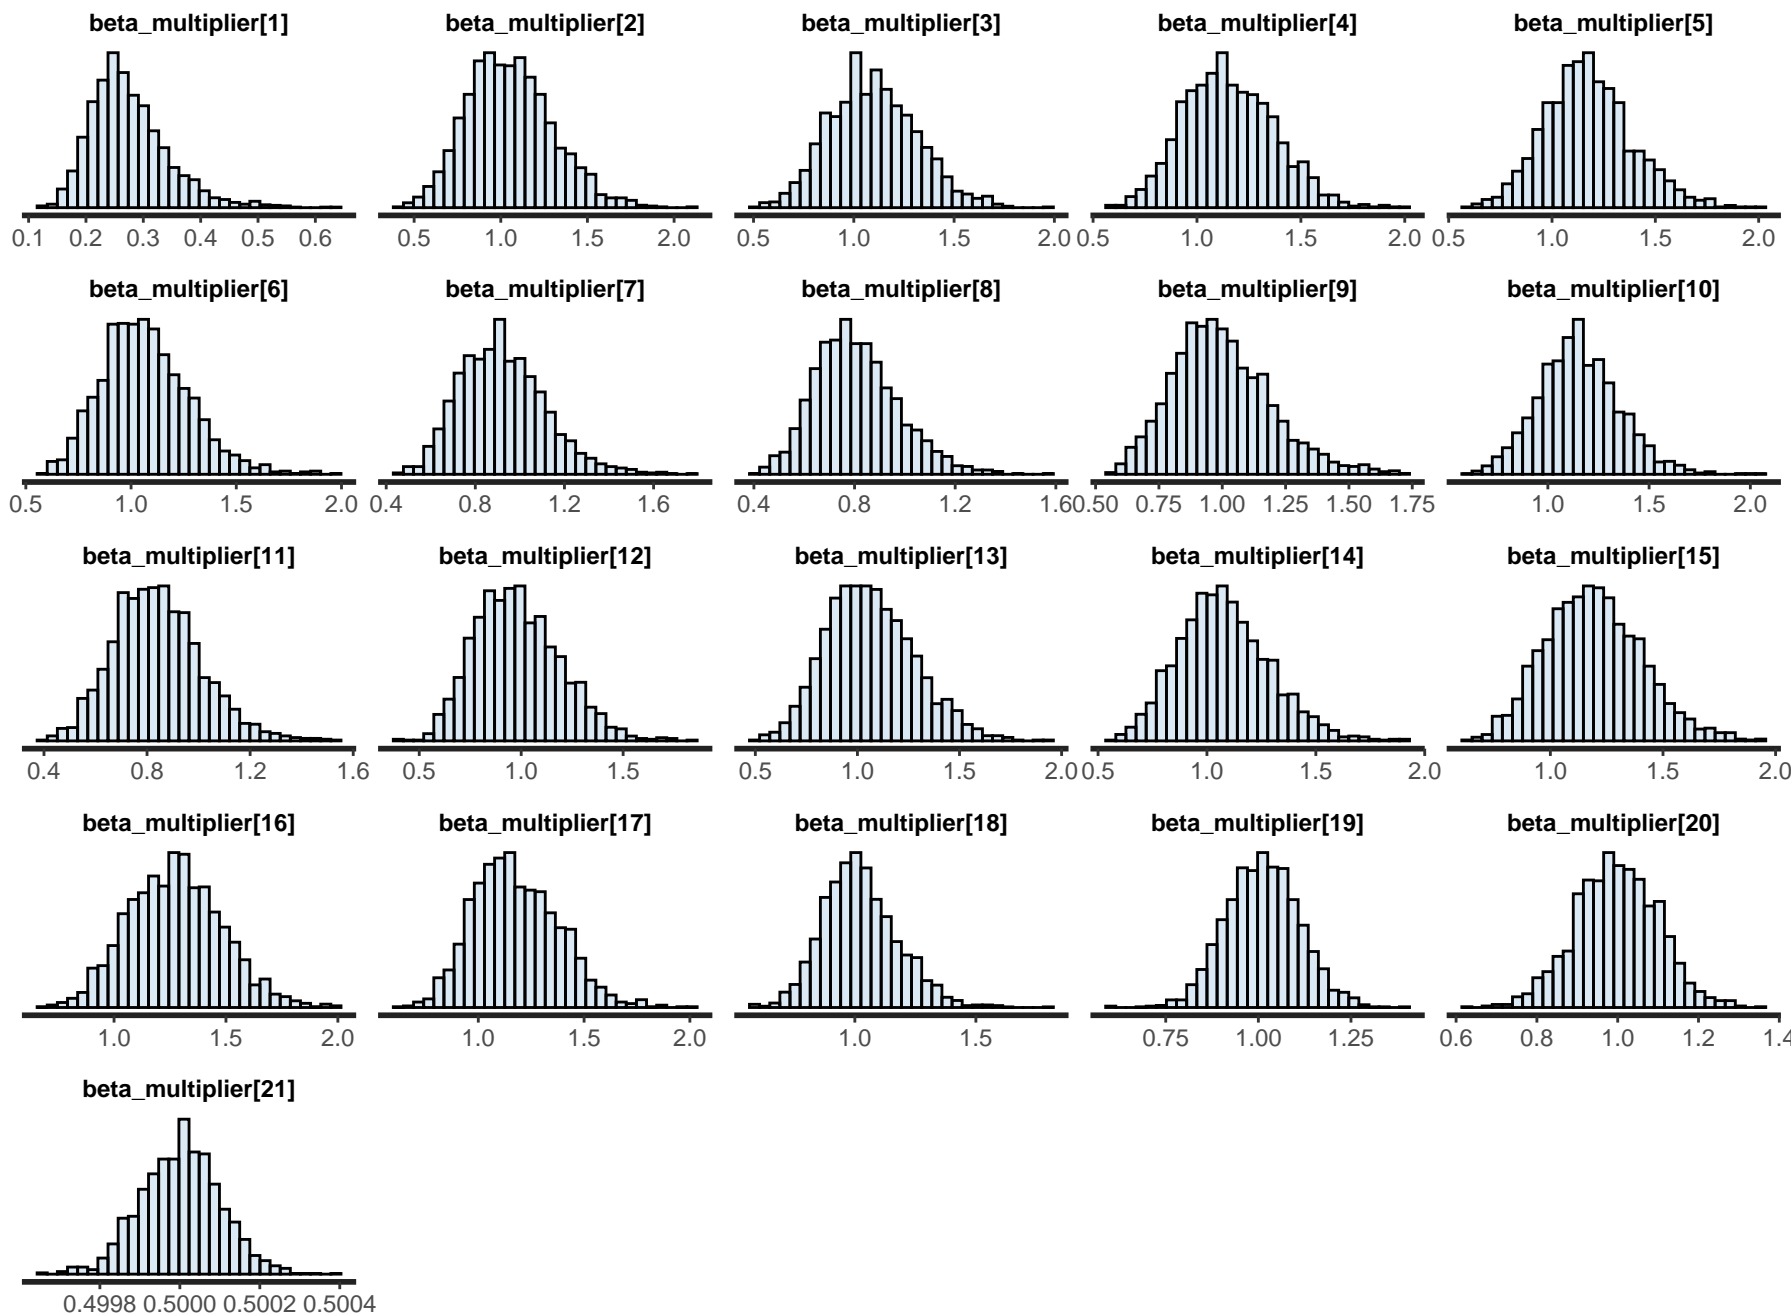 beta_multiplier[1] beta_multiplier[2] beta_multiplier[3] beta_multiplier[4] beta_multiplier[5]
0.1 0.2 0.3 0.4 0.5 0.6 0.5 1.0 1.5 2.0 0.5 1.0 1.5 2.0 0.5 1.0 1.5 2.0 0.5 1.0 1.5 2.0
beta_multiplier[6] beta_multiplier[7] beta_multiplier[8] beta_multiplier[9] beta_multiplier[10]
0.5 1.0 1.5 2.0 0.4 0.8 1.2 1.6 0.4 0.8 1.2 1.6 0.50 0.75 1.00 1.25 1.50 1.75 1.0 1.5 2.0
beta_multiplier[11] beta_multiplier[12] beta_multiplier[13] beta_multiplier[14] beta_multiplier[15]
0.4 0.8 1.2 1.6 0.5 1.0 1.5 0.5 1.0 1.5 2.0 0.5 1.0 1.5 2.0 1.0 1.5 2.0
beta_multiplier[16] beta_multiplier[17] beta_multiplier[18] beta_multiplier[19] beta_multiplier[20]
1.0 1.5 2.0 1.0 1.5 2.0 1.0 1.5 0.75 1.00 1.25 0.6 0.8 1.0 1.2 1.4
beta_multiplier[21]
0.4998 0.5000 0.5002 0.5004